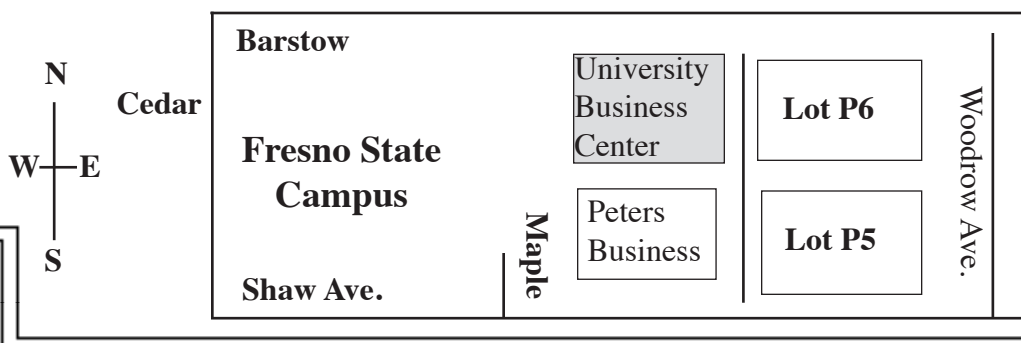 Barstow
N
Cedar
W
E
S
Fresno State
Campus
Shaw Ave.
Maple
University
Business
Center
Peters
Business
Lot P6
Lot P5
Woodrow Ave.